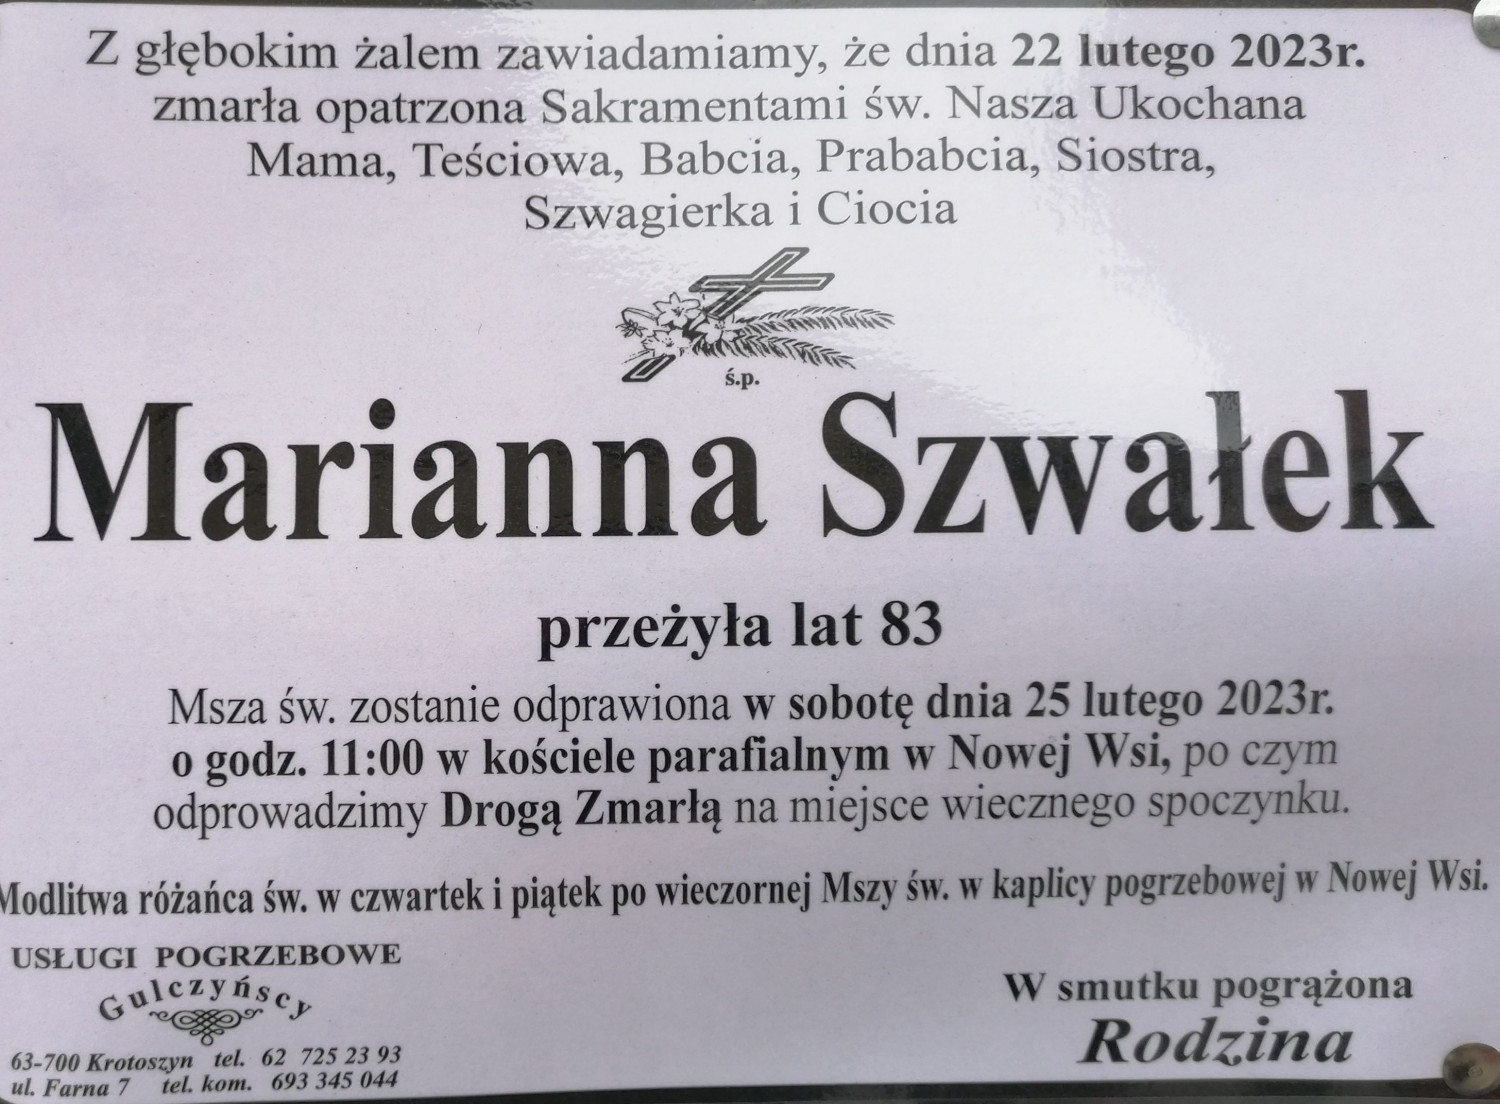 Z głębokim żalem zawiadamiamy, że dnia 22 lutego 2023r.
zmarła opatrzona Sakramentami św. Nasza Ukochana
Mama, Teściowa, Babcia, Prababcia, Siostra,
Szwagierka i Ciocia
ś.p.
Marianna Szwałek
przeżyła lat 83
Msza św. zostanie odprawiona w sobotę dnia 25 lutego 2023r.
o godz. 11:00 w kościele parafialnym w Nowej Wsi, po czym
odprowadzimy Drogą Zmarłą na miejsce wiecznego spoczynku.
Modlitwa różańca św. w czwartek i piątek po wieczornej Mszy św. w kaplicy pogrzebowej w Nowej Wsi.
USŁUGI POGRZEBOWE
Gulczyńscy
63-700 Krotoszyn tel. 62 725 23 93
ul. Farna 7 tel. kom. 693 345 044
W smutku pogrążona
Rodzina